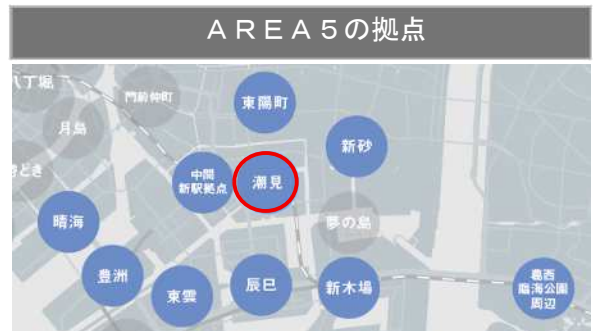 ＡＲＥＡ５の拠点
八丁堀
門前仲町
東陽町
月島
新砂
中間
新駅拠点
潮見
どき
夢の島
晴海
豊洲
東雲
辰巳
新木場
葛西
臨海公園
周辺